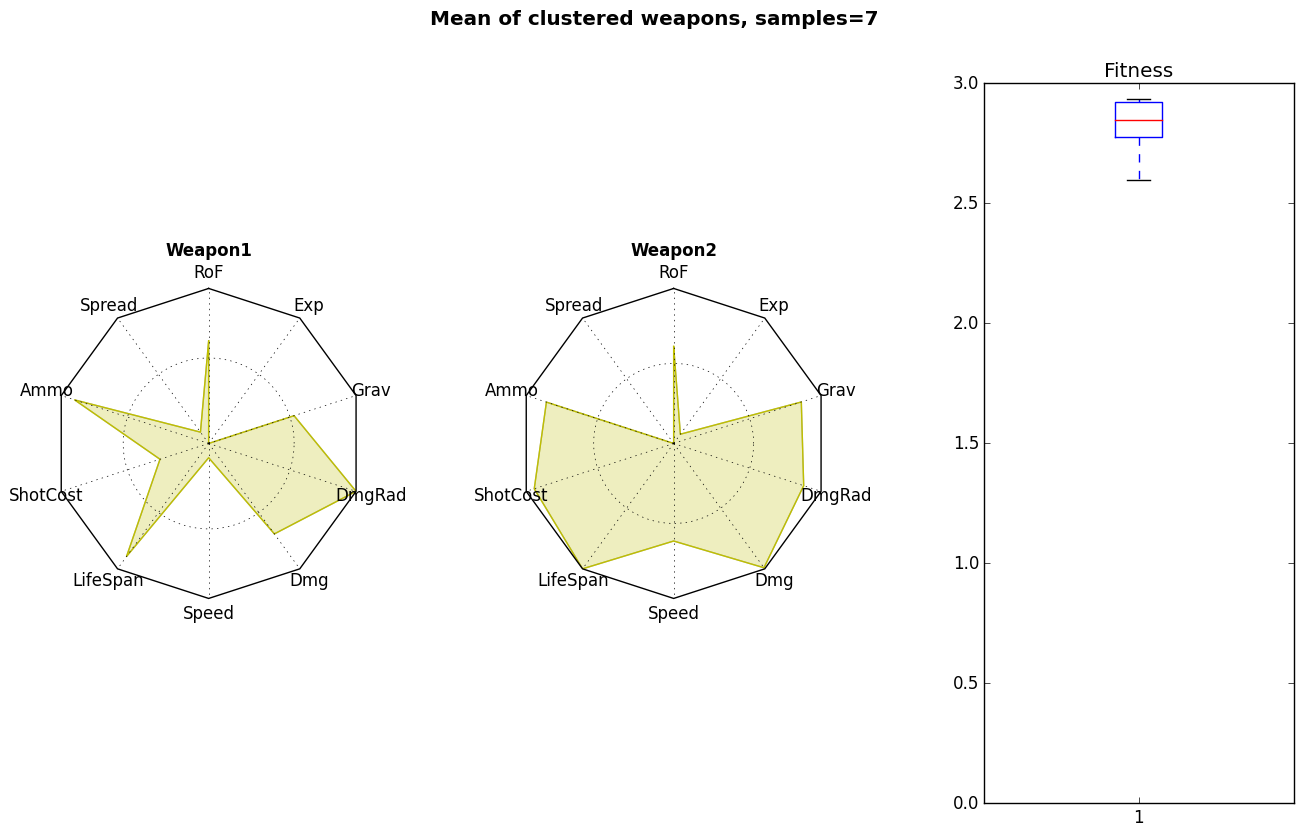 Mean of clustered weapons, samples=7
Weapon1
RoF
Spread
Exp
Ammo
Grav
ShotCost
DmgRad
LifeSpan
Dmg
Speed
Weapon2
RoF
Spread
Exp
Ammo
Grav
ShotCost
DmgRad
LifeSpan
Dmg
Speed
Fitness
3.0
2.5
2.0
1.5
1.0
0.5
0.0
1